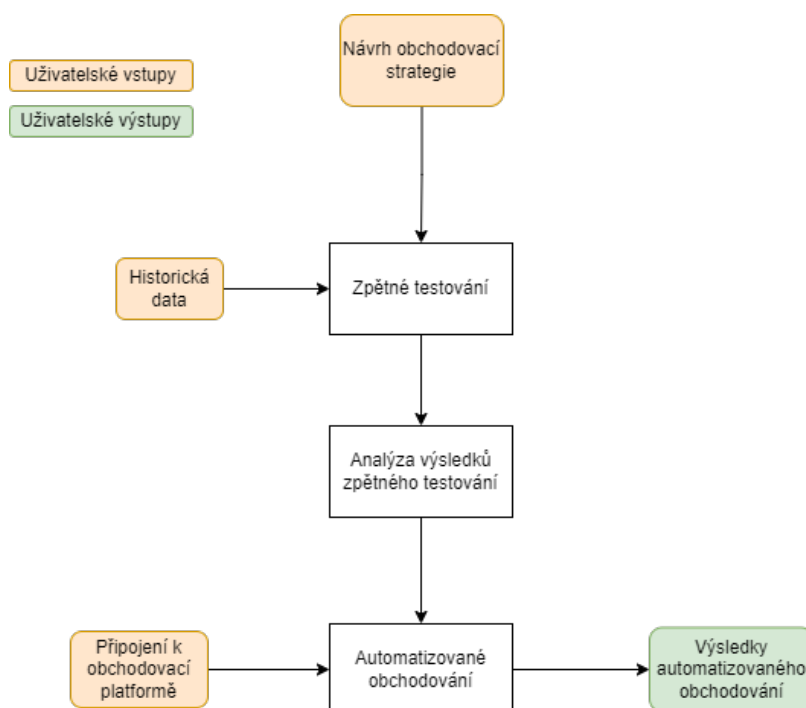 Návrh obchodovací
strategie
Uživatelské vstupy
Uživatelské výstupy
Historická
data
Zpětné testování
Analýza výsledků
zpětného testování
Připojení k
obchodovací
platformě
Automatizované
obchodování
Výsledky
automatizovaného
obchodování